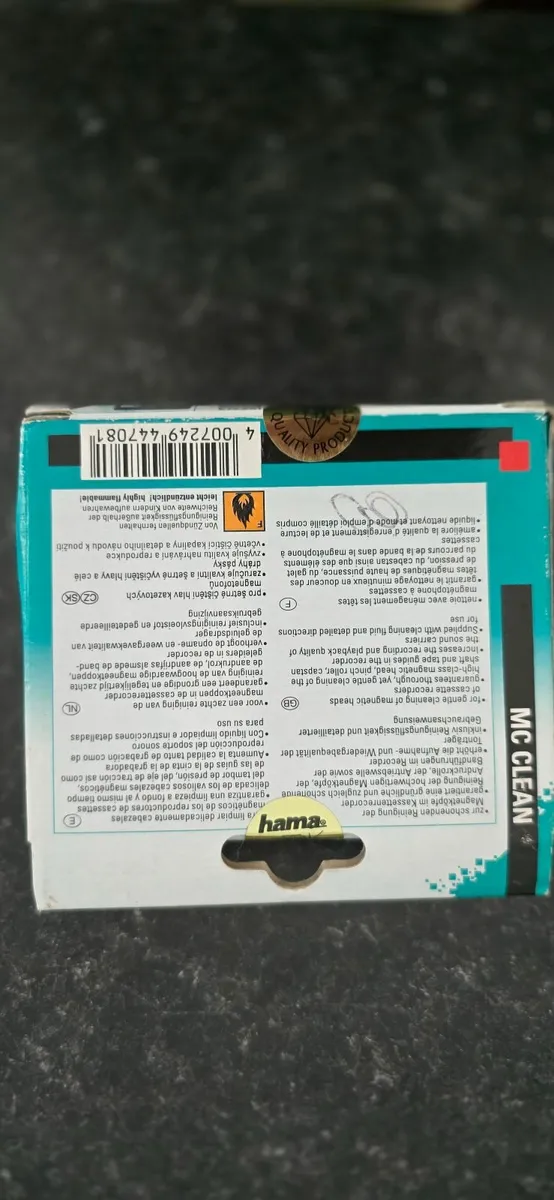 hama®
MC CLEAN
•zur schonenden Reinigung der
Magnetköpfe in Kassettenrecorder
•garantiert eine gründliche und zugleich schonende
Reinigung der hochwertigen Magnetköpfe, der
Andruckrolle, der Antriebswelle sowie der
Bandführungen im Recorder
•erhöht die Aufnahme- und Wiedergabequalität der
Tonträger
•inklusiv Reinigungsflüssigkeit und detaillierter
Gebrauchsanweisung
GB
•for gentle cleaning of magnetic heads
of cassette recorders
•guarantees thorough, yet gentle cleaning of the
high-class magnetic head, pinch roller, capstan
shaft and tape guides in the recorder
•Increases the recording and playback quality of
the sound carriers
•Supplied with cleaning fluid and detailed directions
for use
F
•nettoie avec ménagement les têtes
magnétophone à cassettes
•garantit le nettoyage minutieux en douceur des
têtes magnétiques de haute puissance, du galet
de pression, du cabestan ainsi que des éléments
du parcours de la bande dans le magnétophone à
cassettes
•améliore la qualité d'enregistrement et de lecture
liquide nettoyant et mode d'emploi détaillé compris
E
limpiar delicadamente cabezales
magnéticos de los reproductores de cassettes
•garantiza una limpieza a fondo y al mismo tiempo
delicada de los valiosos cabezales magnéticos,
del tambor de presión, del eje de tracción así como
de las guías de la cinta de la grabadora
•Aumenta la calidad tanto de grabación como de
reproducción del soporte sonoro
•Con líquido limpiador e instrucciones detalladas
para su uso
NL
•voor een zachte reiniging van de
magneetkoppen in de cassetterecorder
•garandeert een grondige en tegelijkertijd zachte
reiniging van de hoogwaardige magneetkoppen,
de aandrukrol, de aandrijfas alsmede de band-
geleiders in de recorder
•verhoogt de opname- en weergavekwaliteit van
de geluidsdrager
•inclusief reinigingsvloeistof en gedetailleerde
gebruiksaanwijzing
CZ SK
•pro šetrné čištění hlav kazetových
magnetofonů
•zaručuje kvalitní a šetrné vyčištění hlavy a celé
dráhy pásky
•zvyšuje kvalitu nahrávání a reprodukce
•včetně čistící kapaliny a detailního návodu k použití
F
Von Zündquellen fernhalten
Reinigungsflüssigkeit außerhalb der
Reichweite von Kindern aufbewahren
leicht entzündlich! highly flammable!
4 007249 447081
QUALITY PRODUCT